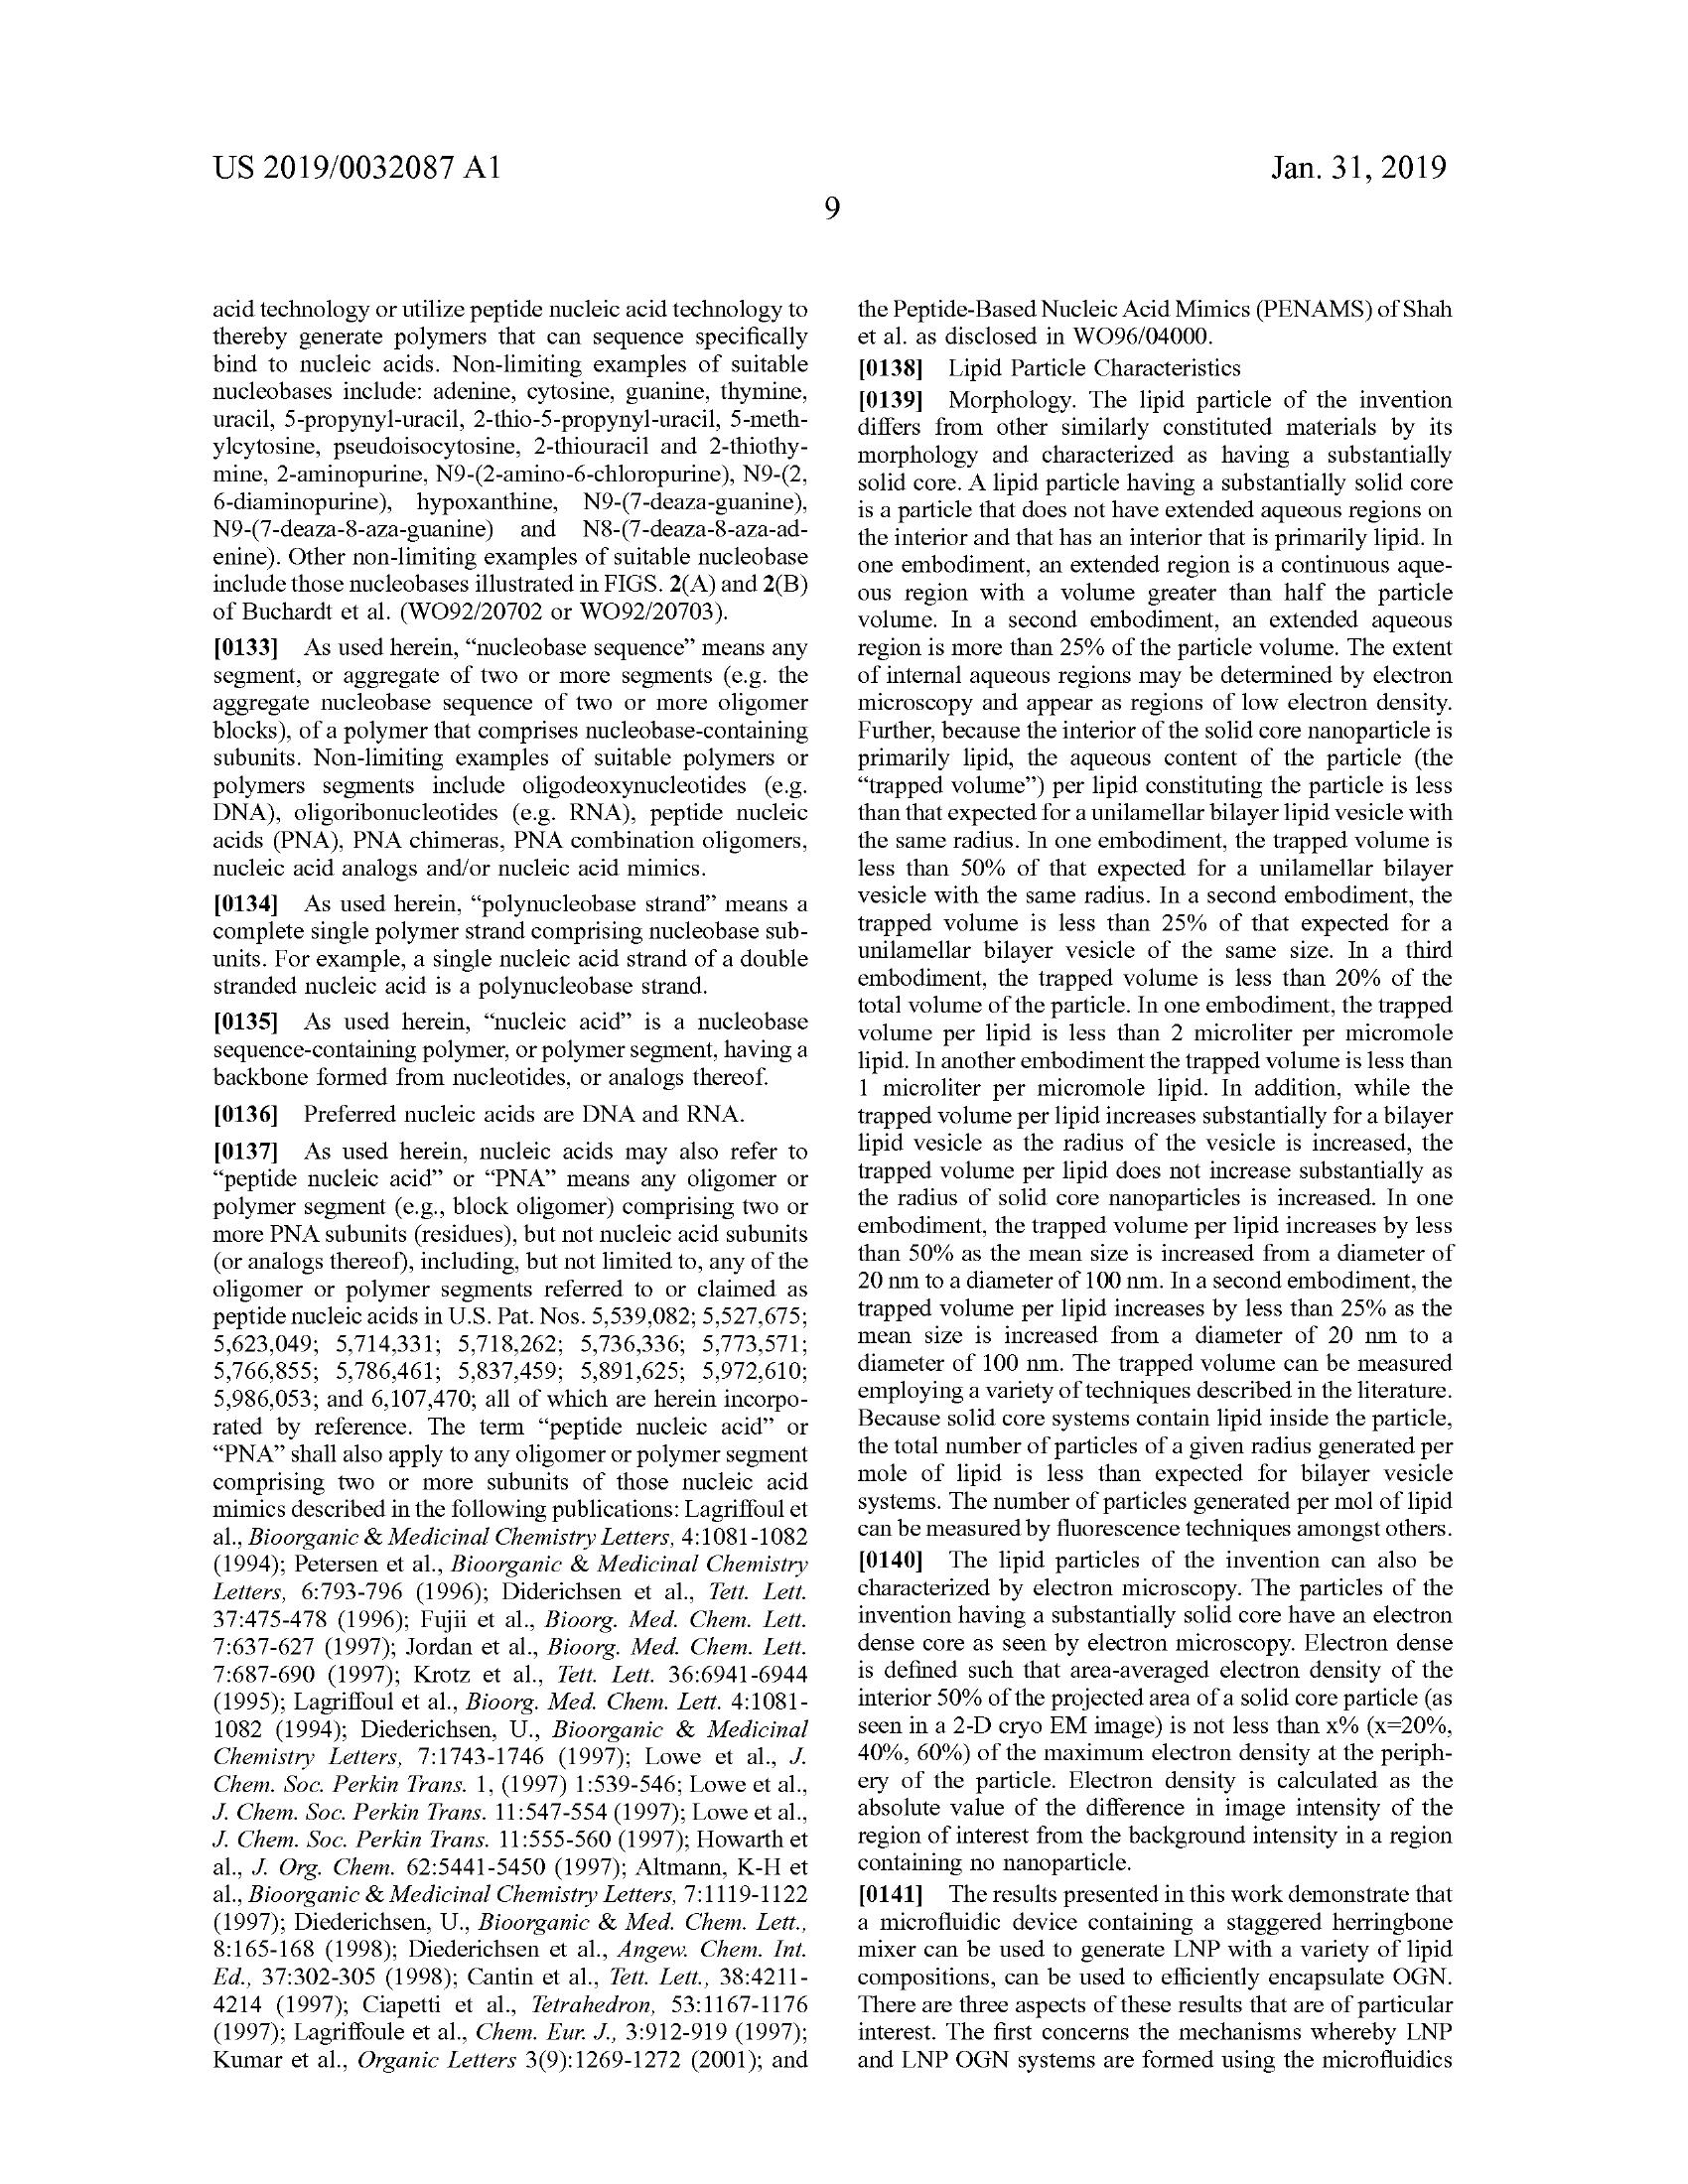 US 2019/0032087 A1
Jan. 31, 2019
9
acid technology or utilize peptide nucleic acid technology to
thereby generate polymers that can sequence specifically
bind to nucleic acids. Non-limiting examples of suitable
nucleobases include: adenine, cytosine, guanine, thymine,
uracil, 5-propynyl-uracil, 2-thio-5-propynyl-uracil, 5-meth-
ylcytosine, pseudoisocytosine, 2-thiouracil and 2-thiothy-
mine, 2-aminopurine, N9-(2-amino-6-chloropurine), N9-(2,
6-diaminopurine), hypoxanthine, N9-(7-deaza-guanine),
N9-(7-deaza-8-aza-guanine) and N8-(7-deaza-8-aza-ad-
enine). Other non-limiting examples of suitable nucleobase
include those nucleobases illustrated in FIGS. 2(A) and 2(B)
of Buchardt et al. (WO92/20702 or WO92/20703).
[0133] As used herein, “nucleobase sequence” means any
segment, or aggregate of two or more segments (e.g. the
aggregate nucleobase sequence of two or more oligomer
blocks), of a polymer that comprises nucleobase-containing
subunits. Non-limiting examples of suitable polymers or
polymers segments include oligodeoxynucleotides (e.g.
DNA), oligoribonucleotides (e.g. RNA), peptide nucleic
acids (PNA), PNA chimeras, PNA combination oligomers,
nucleic acid analogs and/or nucleic acid mimics.
[0134] As used herein, “polynucleobase strand” means a
complete single polymer strand comprising nucleobase sub-
units. For example, a single nucleic acid strand of a double
stranded nucleic acid is a polynucleobase strand.
[0135] As used herein, “nucleic acid” is a nucleobase
sequence-containing polymer, or polymer segment, having a
backbone formed from nucleotides, or analogs thereof.
[0136] Preferred nucleic acids are DNA and RNA.
[0137] As used herein, nucleic acids may also refer to
“peptide nucleic acid” or “PNA” means any oligomer or
polymer segment (e.g., block oligomer) comprising two or
more PNA subunits (residues), but not nucleic acid subunits
(or analogs thereof), including, but not limited to, any of the
oligomer or polymer segments referred to or claimed as
peptide nucleic acids in U.S. Pat. Nos. 5,539,082; 5,527,675;
5,623,049; 5,714,331; 5,718,262; 5,736,336; 5,773,571;
5,766,855; 5,786,461; 5,837,459; 5,891,625; 5,972,610;
5,986,053; and 6,107,470; all of which are herein incorpo-
rated by reference. The term “peptide nucleic acid” or
“PNA” shall also apply to any oligomer or polymer segment
comprising two or more subunits of those nucleic acid
mimics described in the following publications: Lagriffoul et
al., Bioorganic & Medicinal Chemistry Letters, 4:1081-1082
(1994); Petersen et al., Bioorganic & Medicinal Chemistry
Letters, 6:793-796 (1996); Diderichsen et al., Tett. Lett.
37:475-478 (1996); Fujii et al., Bioorg. Med. Chem. Lett.
7:637-627 (1997); Jordan et al., Bioorg. Med. Chem. Lett.
7:687-690 (1997); Krotz et al., Tett. Lett. 36:6941-6944
(1995); Lagriffoul et al., Bioorg. Med. Chem. Lett. 4:1081-
1082 (1994); Diederichsen, U., Bioorganic & Medicinal
Chemistry Letters, 7:1743-1746 (1997); Lowe et al., J.
Chem. Soc. Perkin Trans. 1, (1997) 1:539-546; Lowe et al.,
J. Chem. Soc. Perkin Trans. 11:547-554 (1997); Lowe et al.,
J. Chem. Soc. Perkin Trans. 11:555-560 (1997); Howarth et
al., J. Org. Chem. 62:5441-5450 (1997); Altmann, K-H et
al., Bioorganic & Medicinal Chemistry Letters, 7:1119-1122
(1997); Diederichsen, U., Bioorganic & Med. Chem. Lett.,
8:165-168 (1998); Diederichsen et al., Angew. Chem. Int.
Ed., 37:302-305 (1998); Cantin et al., Tett. Lett., 38:4211-
4214 (1997); Ciapetti et al., Tetrahedron, 53:1167-1176
(1997); Lagriffoule et al., Chem. Eur. J., 3:912-919 (1997);
Kumar et al., Organic Letters 3(9):1269-1272 (2001); and
the Peptide-Based Nucleic Acid Mimics (PENAMS) of Shah
et al. as disclosed in WO96/04000.
[0138] Lipid Particle Characteristics
[0139] Morphology. The lipid particle of the invention
differs from other similarly constituted materials by its
morphology and characterized as having a substantially
solid core. A lipid particle having a substantially solid core
is a particle that does not have extended aqueous regions on
the interior and that has an interior that is primarily lipid. In
one embodiment, an extended region is a continuous aque-
ous region with a volume greater than half the particle
volume. In a second embodiment, an extended aqueous
region is more than 25% of the particle volume. The extent
of internal aqueous regions may be determined by electron
microscopy and appear as regions of low electron density.
Further, because the interior of the solid core nanoparticle is
primarily lipid, the aqueous content of the particle (the
“trapped volume”) per lipid constituting the particle is less
than that expected for a unilamellar bilayer lipid vesicle with
the same radius. In one embodiment, the trapped volume is
less than 50% of that expected for a unilamellar bilayer
vesicle with the same radius. In a second embodiment, the
trapped volume is less than 25% of that expected for a
unilamellar bilayer vesicle of the same size. In a third
embodiment, the trapped volume is less than 20% of the
total volume of the particle. In one embodiment, the trapped
volume per lipid is less than 2 microliter per micromole
lipid. In another embodiment the trapped volume is less than
1 microliter per micromole lipid. In addition, while the
trapped volume per lipid increases substantially for a bilayer
lipid vesicle as the radius of the vesicle is increased, the
trapped volume per lipid does not increase substantially as
the radius of solid core nanoparticles is increased. In one
embodiment, the trapped volume per lipid increases by less
than 50% as the mean size is increased from a diameter of
20 nm to a diameter of 100 nm. In a second embodiment, the
trapped volume per lipid increases by less than 25% as the
mean size is increased from a diameter of 20 nm to a
diameter of 100 nm. The trapped volume can be measured
employing a variety of techniques described in the literature.
Because solid core systems contain lipid inside the particle,
the total number of particles of a given radius generated per
mole of lipid is less than expected for bilayer vesicle
systems. The number of particles generated per mol of lipid
can be measured by fluorescence techniques amongst others.
[0140] The lipid particles of the invention can also be
characterized by electron microscopy. The particles of the
invention having a substantially solid core have an electron
dense core as seen by electron microscopy. Electron dense
is defined such that area-averaged electron density of the
interior 50% of the projected area of a solid core particle (as
seen in a 2-D cryo EM image) is not less than x% (x=20%,
40%, 60%) of the maximum electron density at the periph-
ery of the particle. Electron density is calculated as the
absolute value of the difference in image intensity of the
region of interest from the background intensity in a region
containing no nanoparticle.
[0141] The results presented in this work demonstrate that
a microfluidic device containing a staggered herringbone
mixer can be used to generate LNP with a variety of lipid
compositions, can be used to efficiently encapsulate OGN.
There are three aspects of these results that are of particular
interest. The first concerns the mechanisms whereby LNP
and LNP OGN systems are formed using the microfluidics